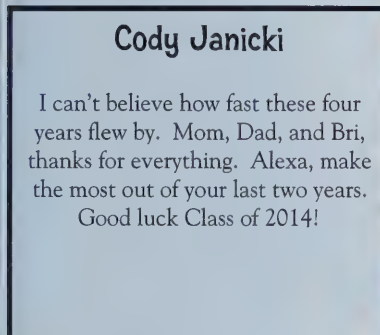 Cody Janicki
I can't believe how fast these four
years flew by. Mom, Dad, and Bri,
thanks for everything. Alexa, make
the most out of your last two years.
Good luck Class of 2014!